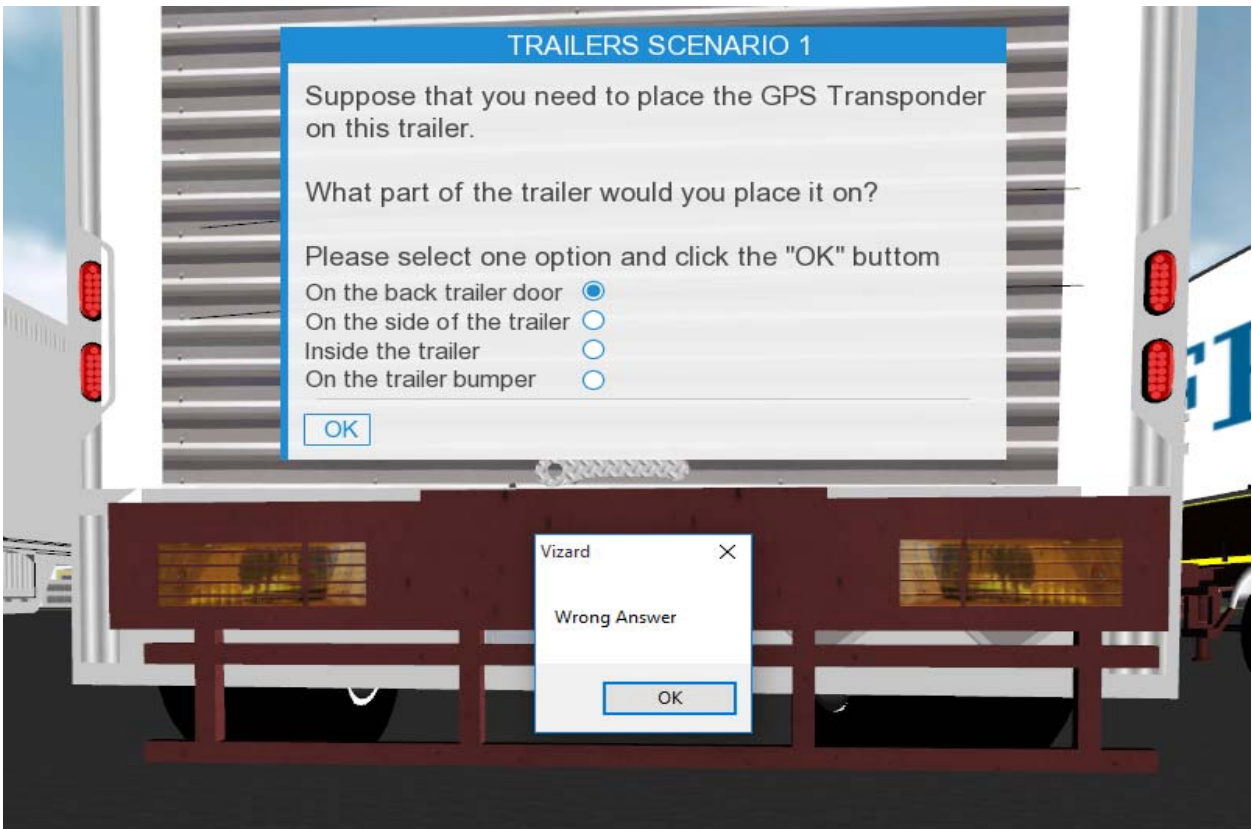 TRAILERS SCENARIO 1
Suppose that you need to place the GPS Transponder
on this trailer.
What part of the trailer would you place it on?
Please select one option and click the "OK" buttom
On the back trailer door
On the side of the trailer
Inside the trailer
On the trailer bumper
OK
Vizard
Wrong Answer
OK